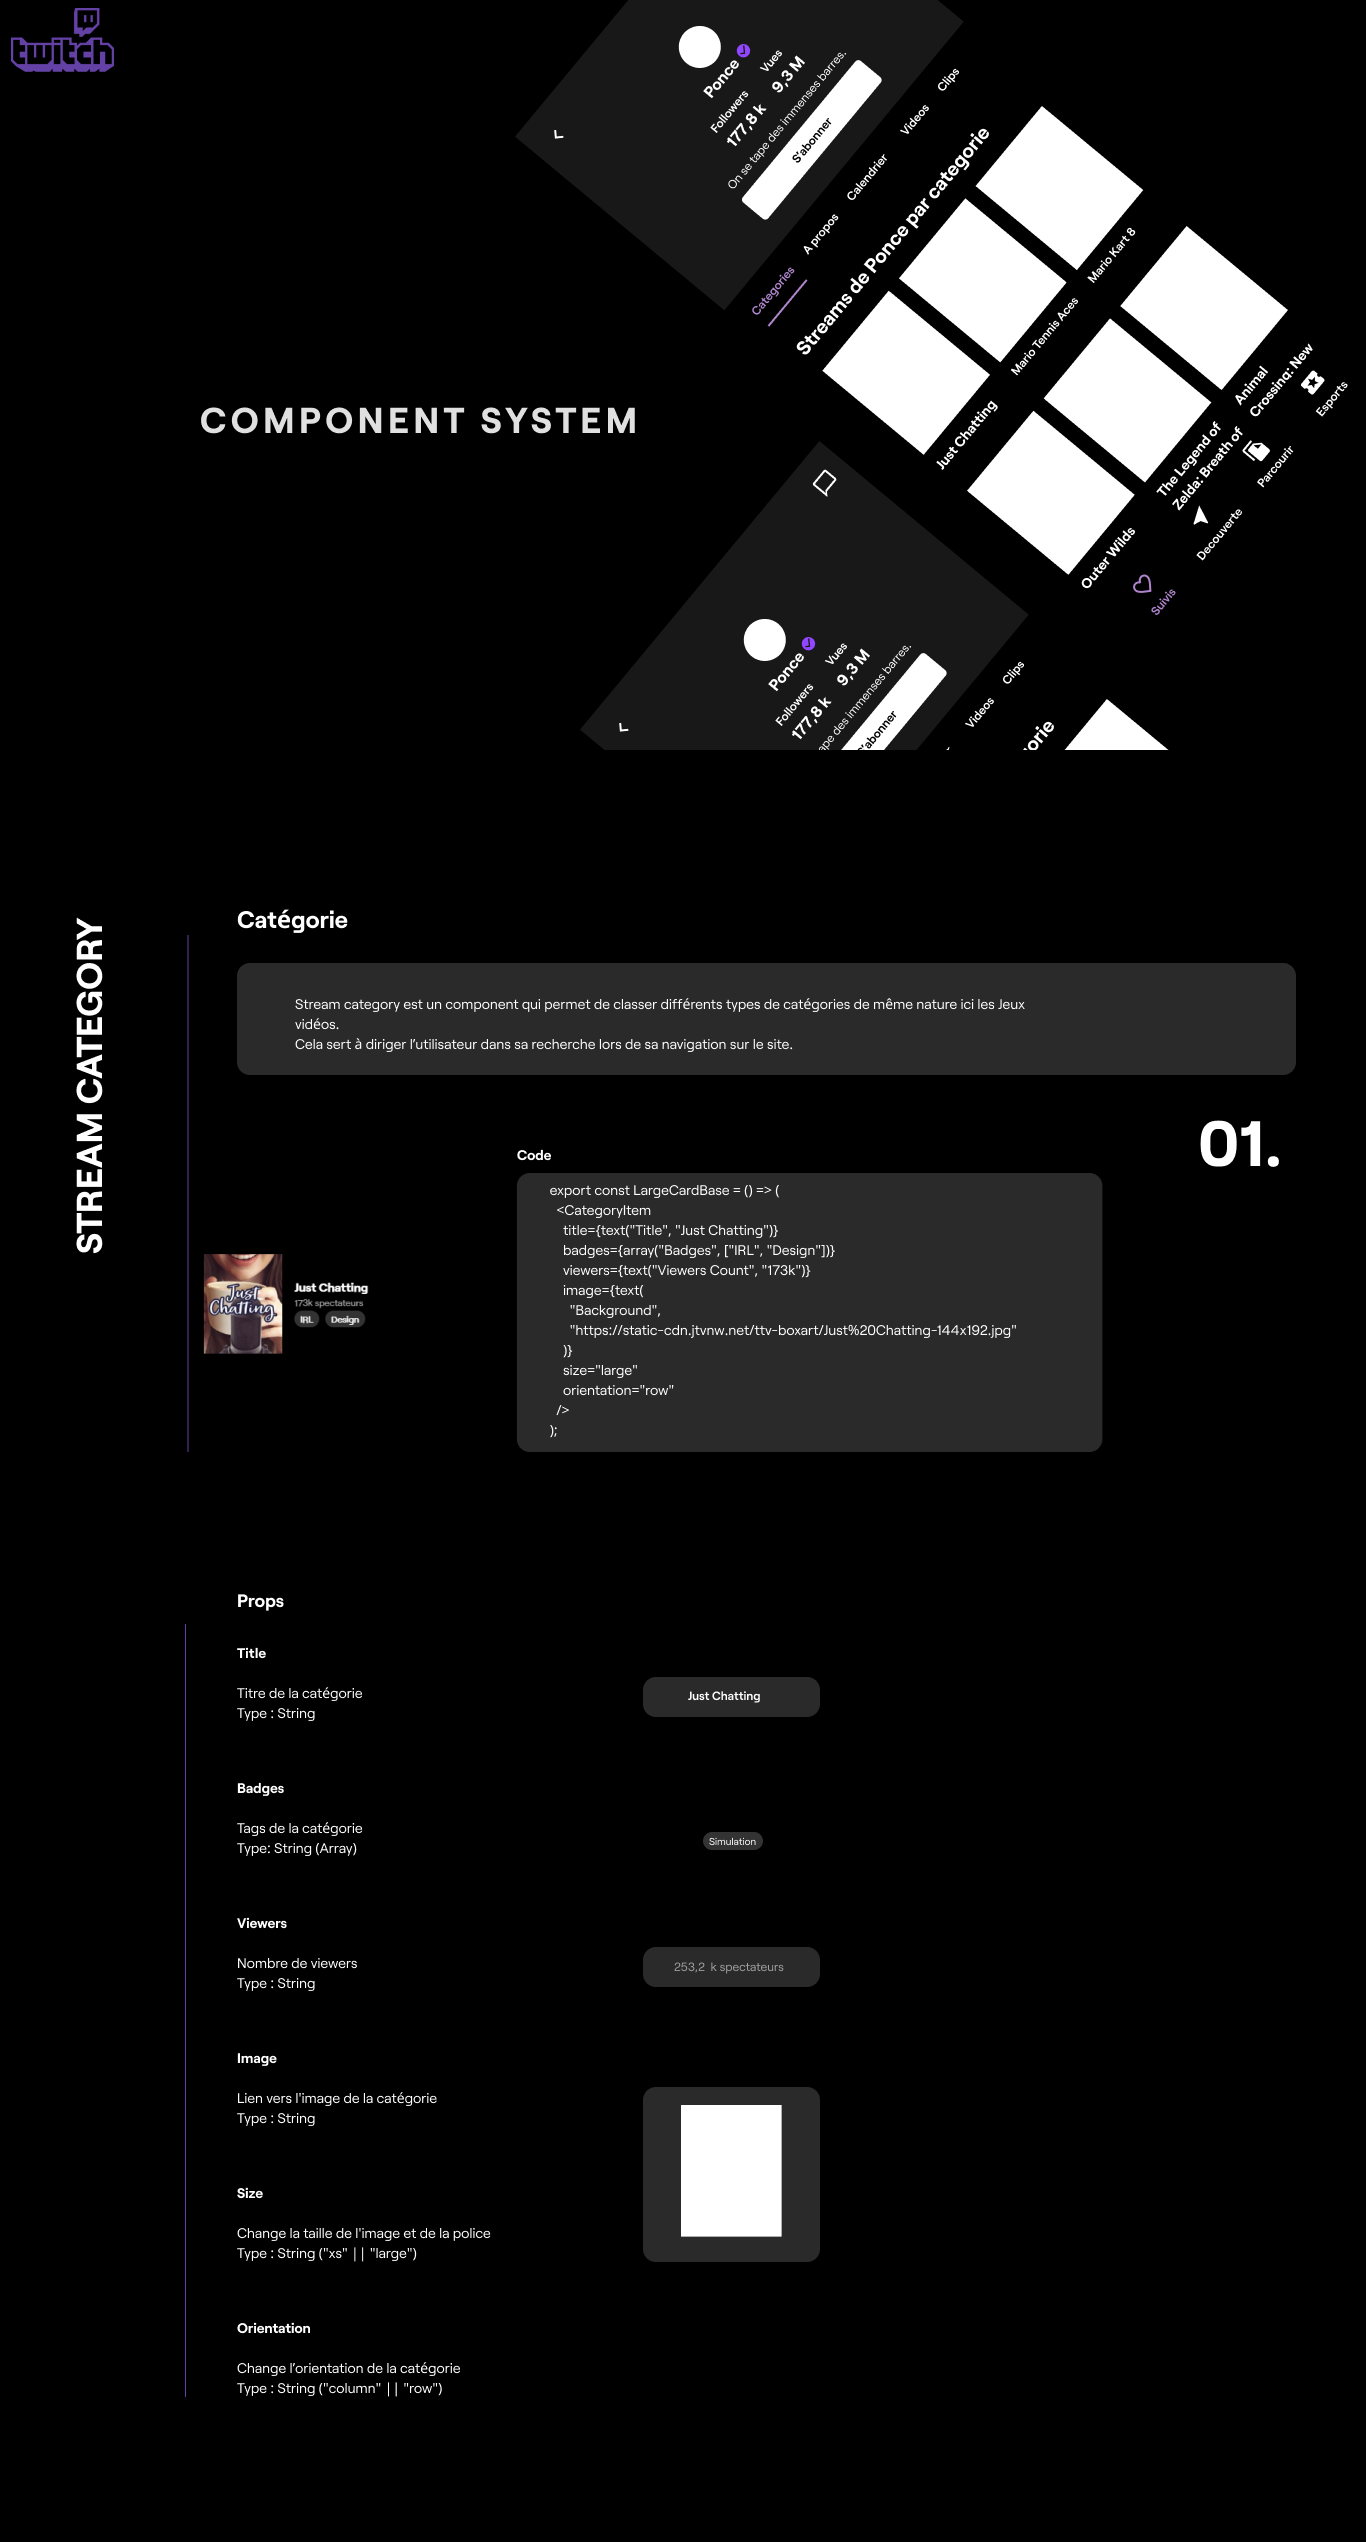 twitch
Ponce
Followers
Vues
177,8 k
9,3 M
On se tape des immenses barres.
S'abonner
Categories
A propos
Calendrier
Videos
Clips
Streams de Ponce par categorie
Just Chatting
Mario Tennis Aces
Mario Kart 8
Outer Wilds
The Legend of
Zelda: Breath of
Animal
Crossing: New
Suivis
Decouverte
Parcourir
Esports
COMPONENT SYSTEM
Ponce
Followers
Vues
177,8 k
9,3 M
ape des immenses barres.
S'abonner
Videos
Clips
orie
STREAM CATEGORY
Catégorie
Stream category est un component qui permet de classer différents types de catégories de même nature ici les Jeux
vidéos.
Cela sert à diriger l'utilisateur dans sa recherche lors de sa navigation sur le site.
01.
Code
export const LargeCardBase = () => (
<CategoryItem
title={text("Title", "Just Chatting")}
badges={array("Badges", ["IRL", "Design"])}
viewers={text("Viewers Count", "173k")}
image={text(
"Background",
"https://static-cdn.jtvnw.net/ttv-boxart/Just%20Chatting-144x192.jpg"
)}
size="large"
orientation="row"
/>
);
Just
Chatting
Just Chatting
173k spectateurs
IRL Design
Props
Title
Titre de la catégorie
Type : String
Just Chatting
Badges
Tags de la catégorie
Type: String (Array)
Simulation
Viewers
Nombre de viewers
Type : String
253,2 k spectateurs
Image
Lien vers l'image de la catégorie
Type : String
Size
Change la taille de l'image et de la police
Type : String ("xs" || "large")
Orientation
Change l'orientation de la catégorie
Type : String ("column" || "row")